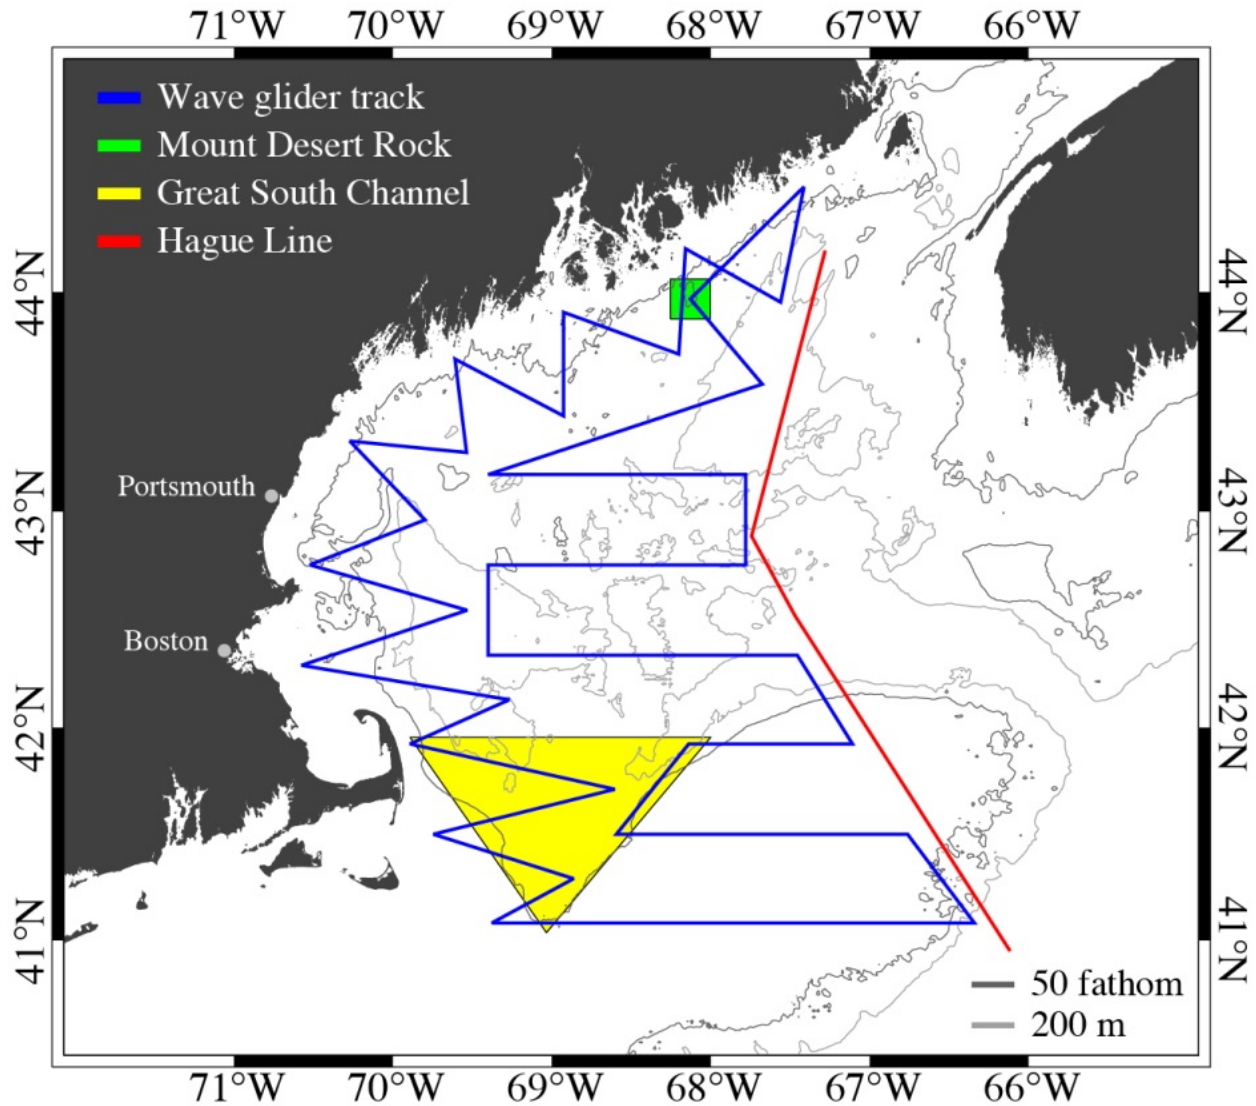 71°W 70°W 69°W 68°W 67°W 66°W
Wave glider track
Mount Desert Rock
Great South Channel
Hague Line
44°N
44°N
Portsmouth
43°N
43°N
Boston
42°N
42°N
41°N
41°N
50 fathom
200 m
71°W 70°W 69°W 68°W 67°W 66°W